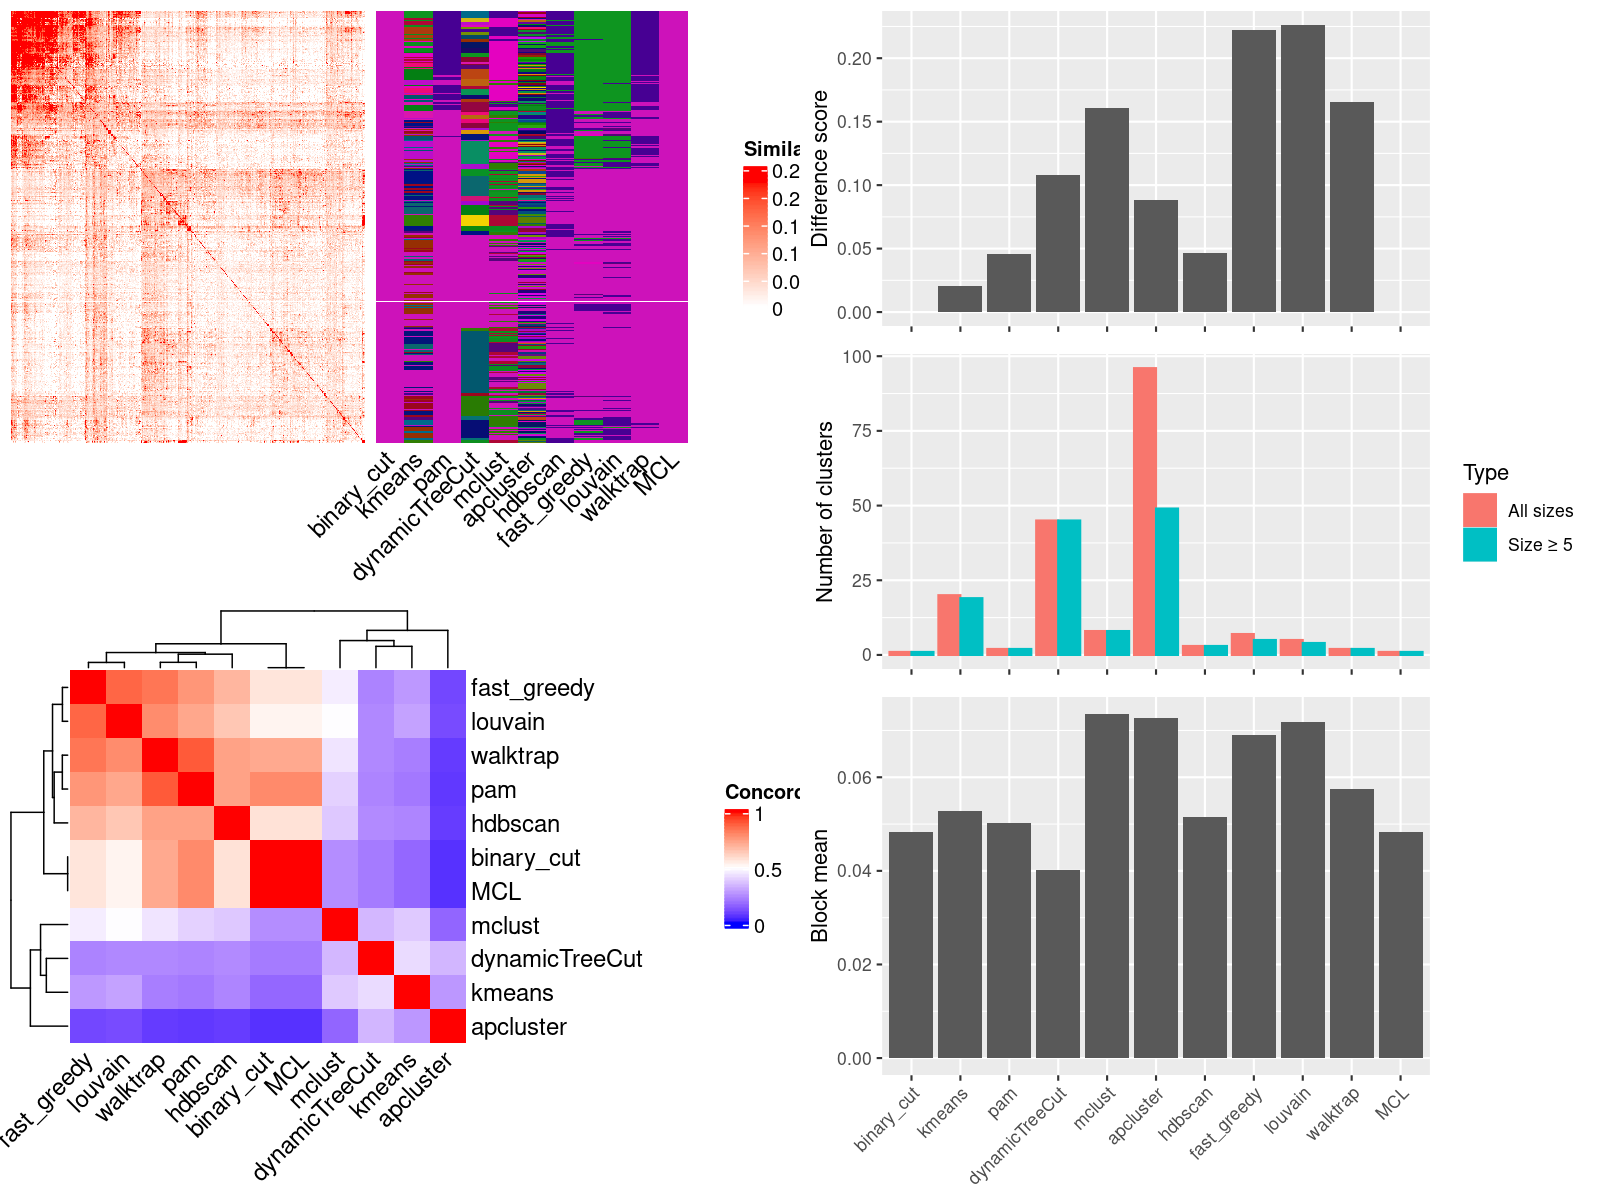 Simila
0.2
0.2
0.1
0.1
0.0
0
binary_cut
kmeans
pam
dynamicTreeCut
mclust
apcluster
hdbscan
fast_greedy
louvain
walktrap
MCL
Difference score
0.20
0.15
0.10
0.05
0.00
Number of clusters
100
75
50
25
0
Type
All sizes
Size ≥ 5
fast_greedy
louvain
walktrap
pam
hdbscan
binary_cut
MCL
mclust
dynamicTreeCut
kmeans
apcluster
fast_greedy
louvain
walktrap
pam
hdbscan
binary_cut
MCL
mclust
dynamicTreeCut
kmeans
apcluster
Concord
1
0.5
0
Block mean
0.06
0.04
0.02
0.00
binary_cut
kmeans
pam
dynamicTreeCut
mclust
apcluster
hdbscan
fast_greedy
louvain
walktrap
MCL